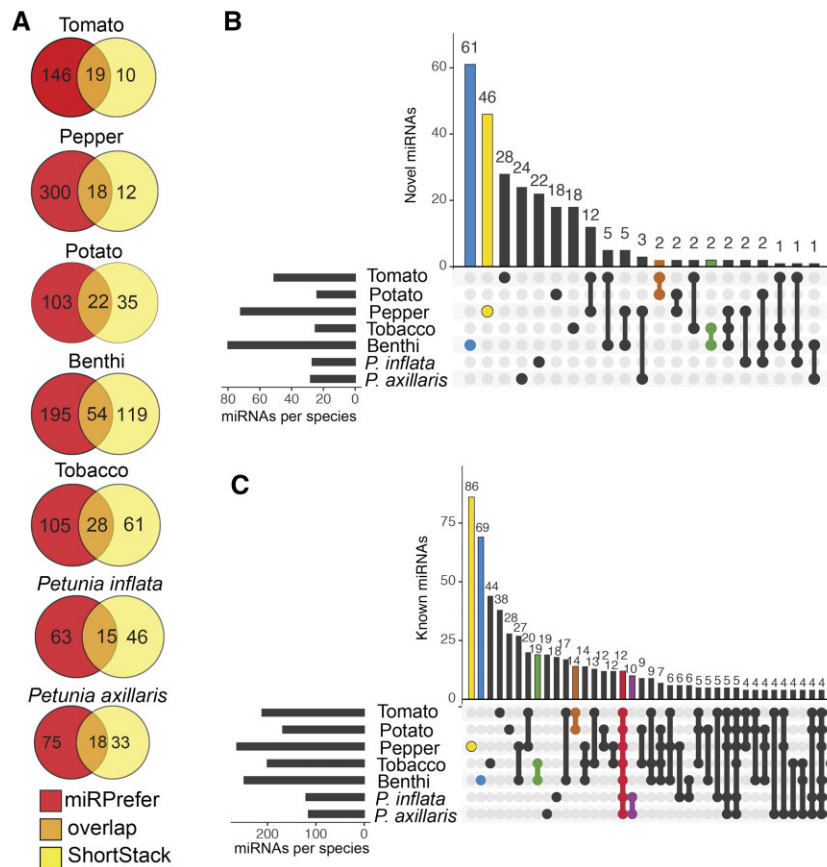 A
Tomato
146 19 10
Pepper
300 18 12
Potato
103 22 35
Benthi
195 54 119
Tobacco
105 28 61
Petunia inflata
63 15 46
Petunia axillaris
75 18 33
miRPrefer
overlap
ShortStack
B
61 46 28 24 22 18 18 12 5 5 3 2 2 2 2 2 2 2 1 1 1
Novel miRNAs
60
40
20
0
Tomato
Potato
Pepper
Tobacco
Benthi
P. inflata
P. axillaris
80 60 40 20 0
miRNAs per species
C
86 69 44 38 28 27 20 19 19 18 17 14 14 13 12 12 12 10 9 9 7 6 6 6 5 5 5 5 5 4 4 4 4 4 4 4 4 4
Known miRNAs
75
50
25
0
Tomato
Potato
Pepper
Tobacco
Benthi
P. inflata
P. axillaris
200 100 0
miRNAs per species